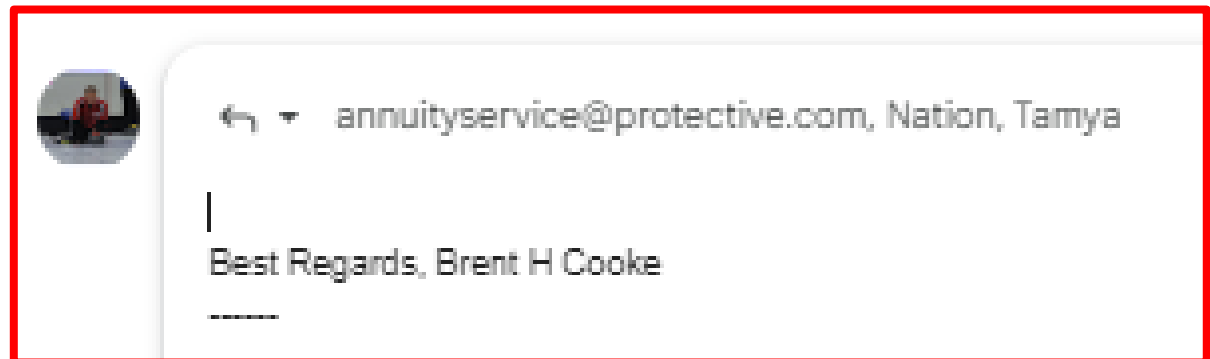 annuityservice@protective.com, Nation, Tamya
Best Regards, Brent H Cooke
------